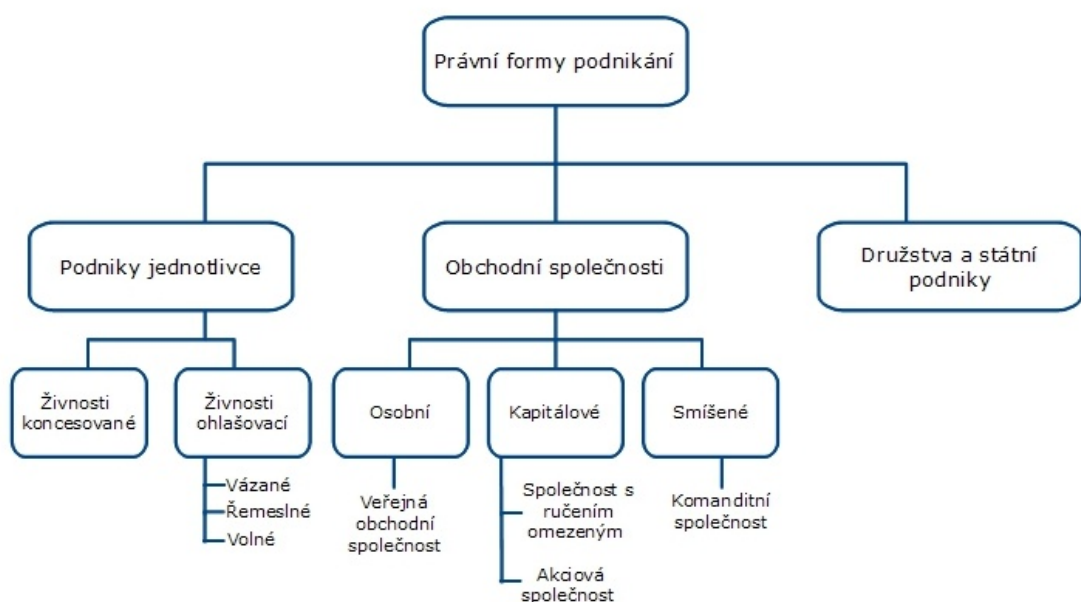 Právní formy podnikání
Podniky jednotlivce
Obchodní společnosti
Družstva a státní
podniky
Živnosti
koncesované
Živnosti
ohlašovací
Osobní
Kapitálové
Smíšené
Vázané
Řemeslné
Volné
Veřejná
obchodní
společnost
Společnost s
ručením
omezeným
Akciová
společnost
Komanditní
společnost